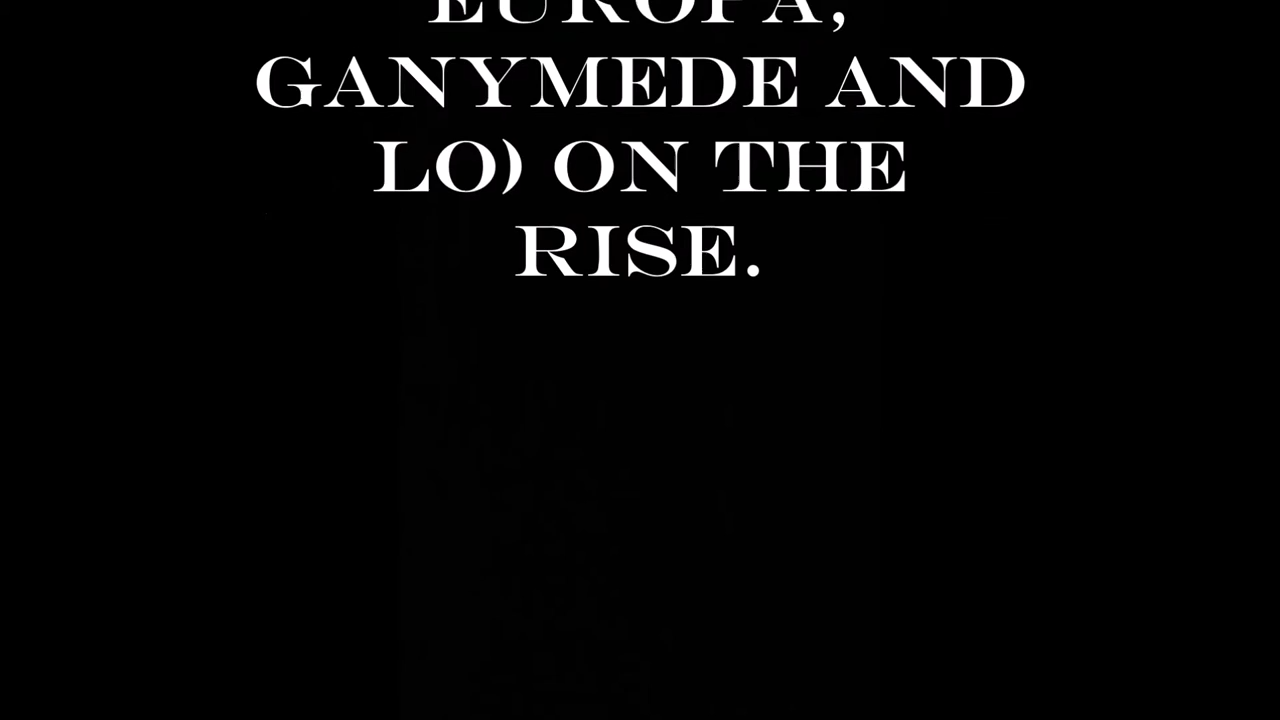 EUROPA,
GANYMEDE AND
LO) ON THE
RISE.